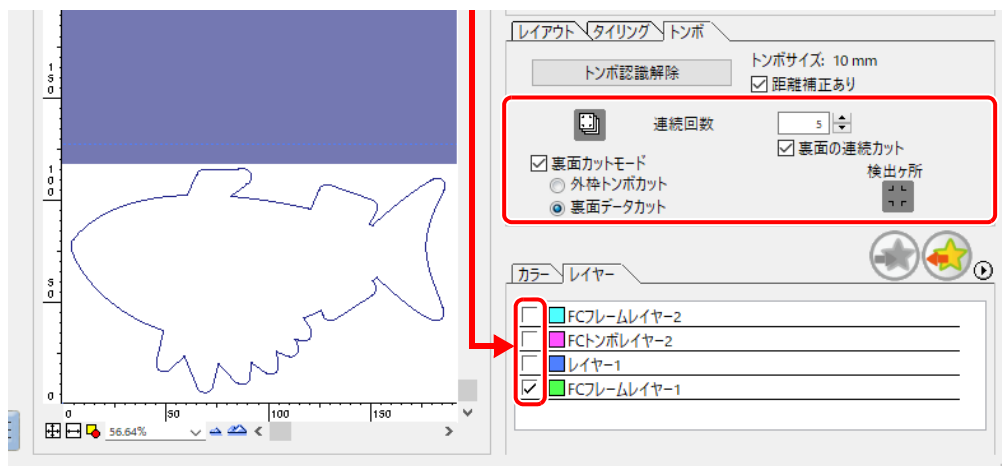 レイアウト タイリング トンボ
トンボ認識解除
トンボサイズ: 10 mm
距離補正あり
連続回数 5
裏面の連続カット
裏面カットモード
検出ヶ所
外枠トンボカット
裏面データカット
カラー レイヤー
FCフレームレイヤー2
FCトンボレイヤー2
レイヤー1
FCフレームレイヤー1
150
100
50
0
0 50 100 150
56.64%